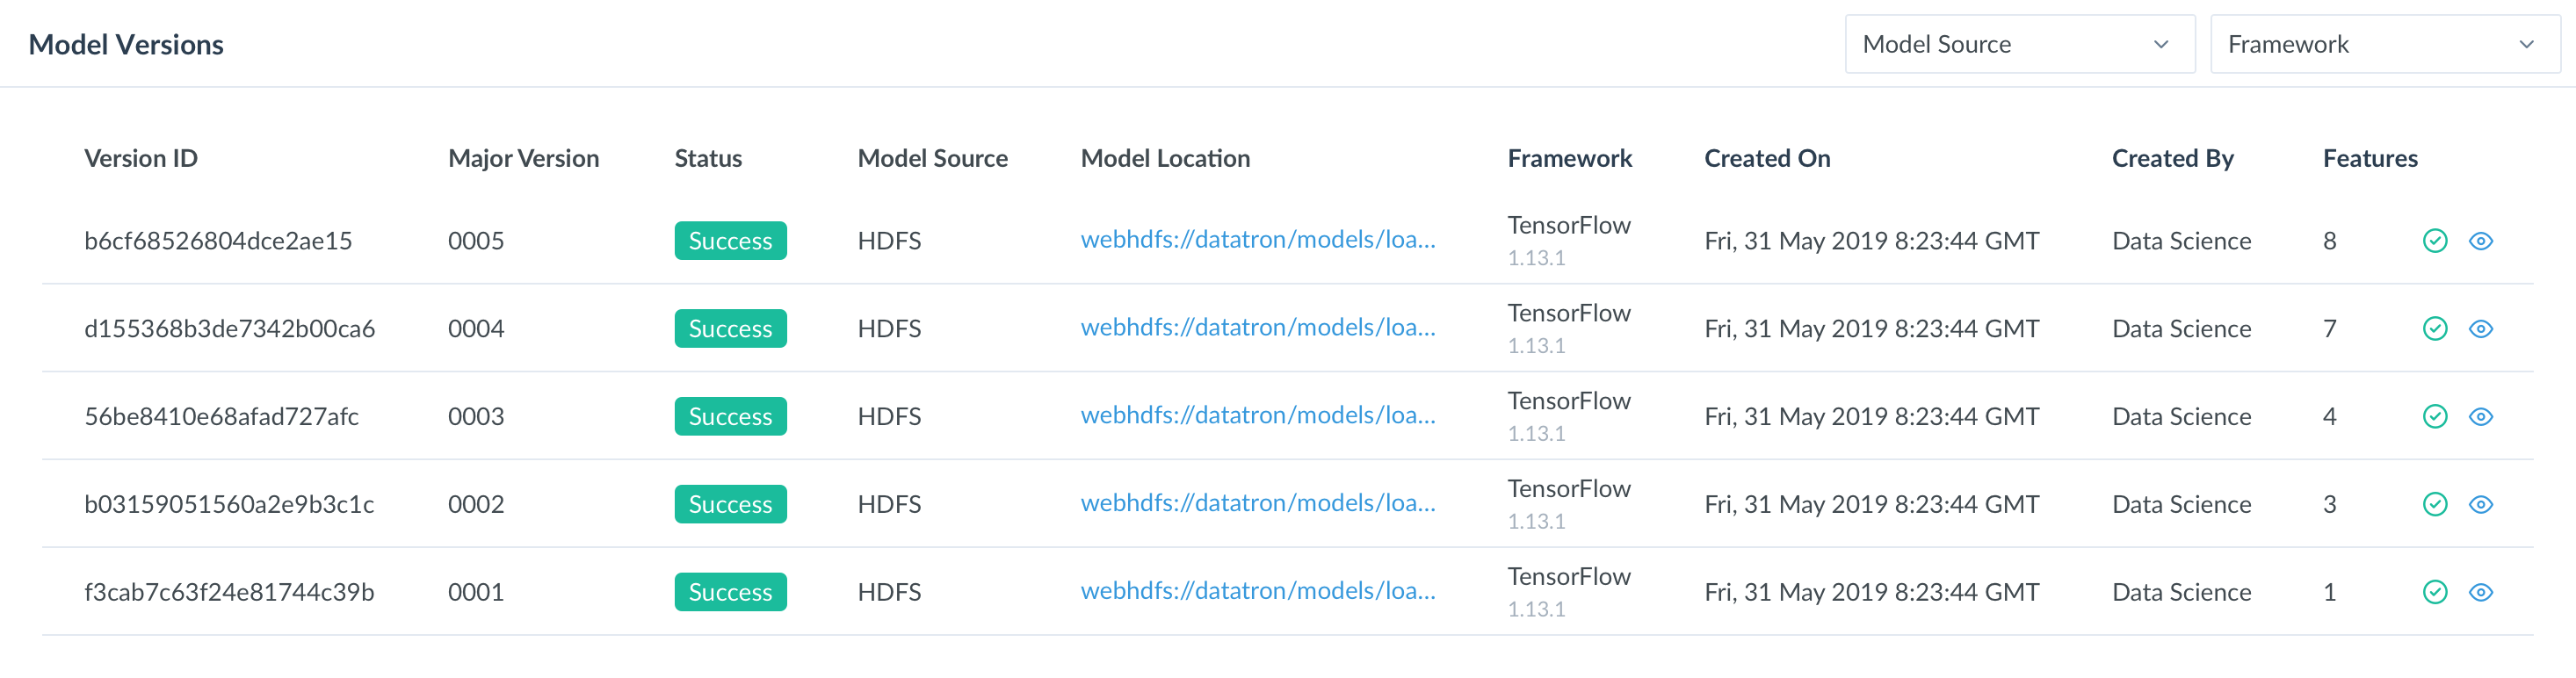 Model Versions Model Source Framework
Version ID Major Version Status Model Source Model Location Framework Created On Created By Features
b6cf68526804dce2ae15 0005 Success HDFS webhdfs://datatron/models/loa... TensorFlow 1.13.1 Fri, 31 May 2019 8:23:44 GMT Data Science 8
d155368b3de7342b00ca6 0004 Success HDFS webhdfs://datatron/models/loa... TensorFlow 1.13.1 Fri, 31 May 2019 8:23:44 GMT Data Science 7
56be8410e68afad727afc 0003 Success HDFS webhdfs://datatron/models/loa... TensorFlow 1.13.1 Fri, 31 May 2019 8:23:44 GMT Data Science 4
b03159051560a2e9b3c1c 0002 Success HDFS webhdfs://datatron/models/loa... TensorFlow 1.13.1 Fri, 31 May 2019 8:23:44 GMT Data Science 3
f3cab7c63f24e81744c39b 0001 Success HDFS webhdfs://datatron/models/loa... TensorFlow 1.13.1 Fri, 31 May 2019 8:23:44 GMT Data Science 1